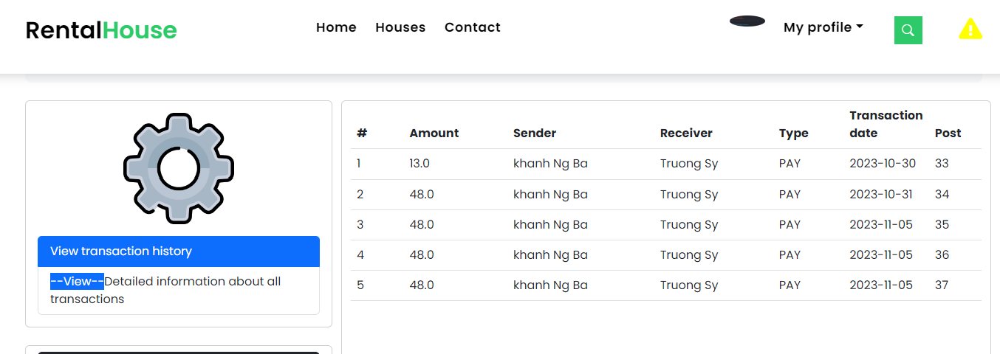 RentalHouse Home Houses Contact My profile
View transaction history
--View--Detailed information about all
transactions
# Amount Sender Receiver Type Transaction date Post
1 13.0 khanh Ng Ba Truong Sy PAY 2023-10-30 33
2 48.0 khanh Ng Ba Truong Sy PAY 2023-10-31 34
3 48.0 khanh Ng Ba Truong Sy PAY 2023-11-05 35
4 48.0 khanh Ng Ba Truong Sy PAY 2023-11-05 36
5 48.0 khanh Ng Ba Truong Sy PAY 2023-11-05 37